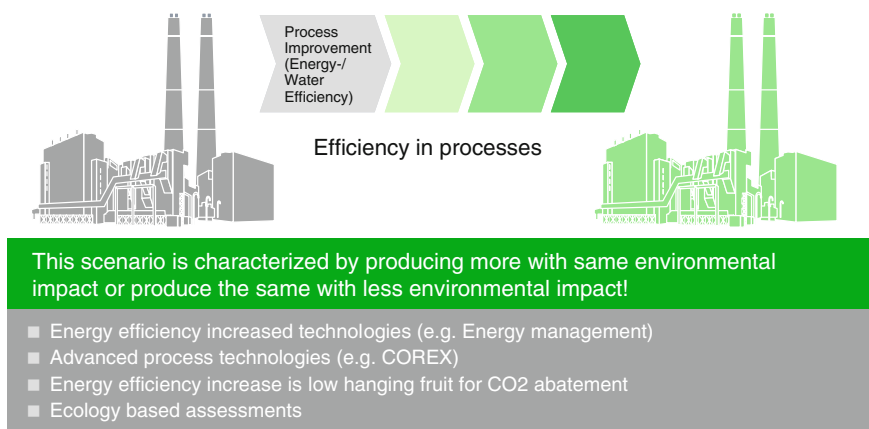 Process
Improvement
(Energy-/
Water
Efficiency)
Efficiency in processes
This scenario is characterized by producing more with same environmental
impact or produce the same with less environmental impact!
Energy efficiency increased technologies (e.g. Energy management)
Advanced process technologies (e.g. COREX)
Energy efficiency increase is low hanging fruit for CO2 abatement
Ecology based assessments